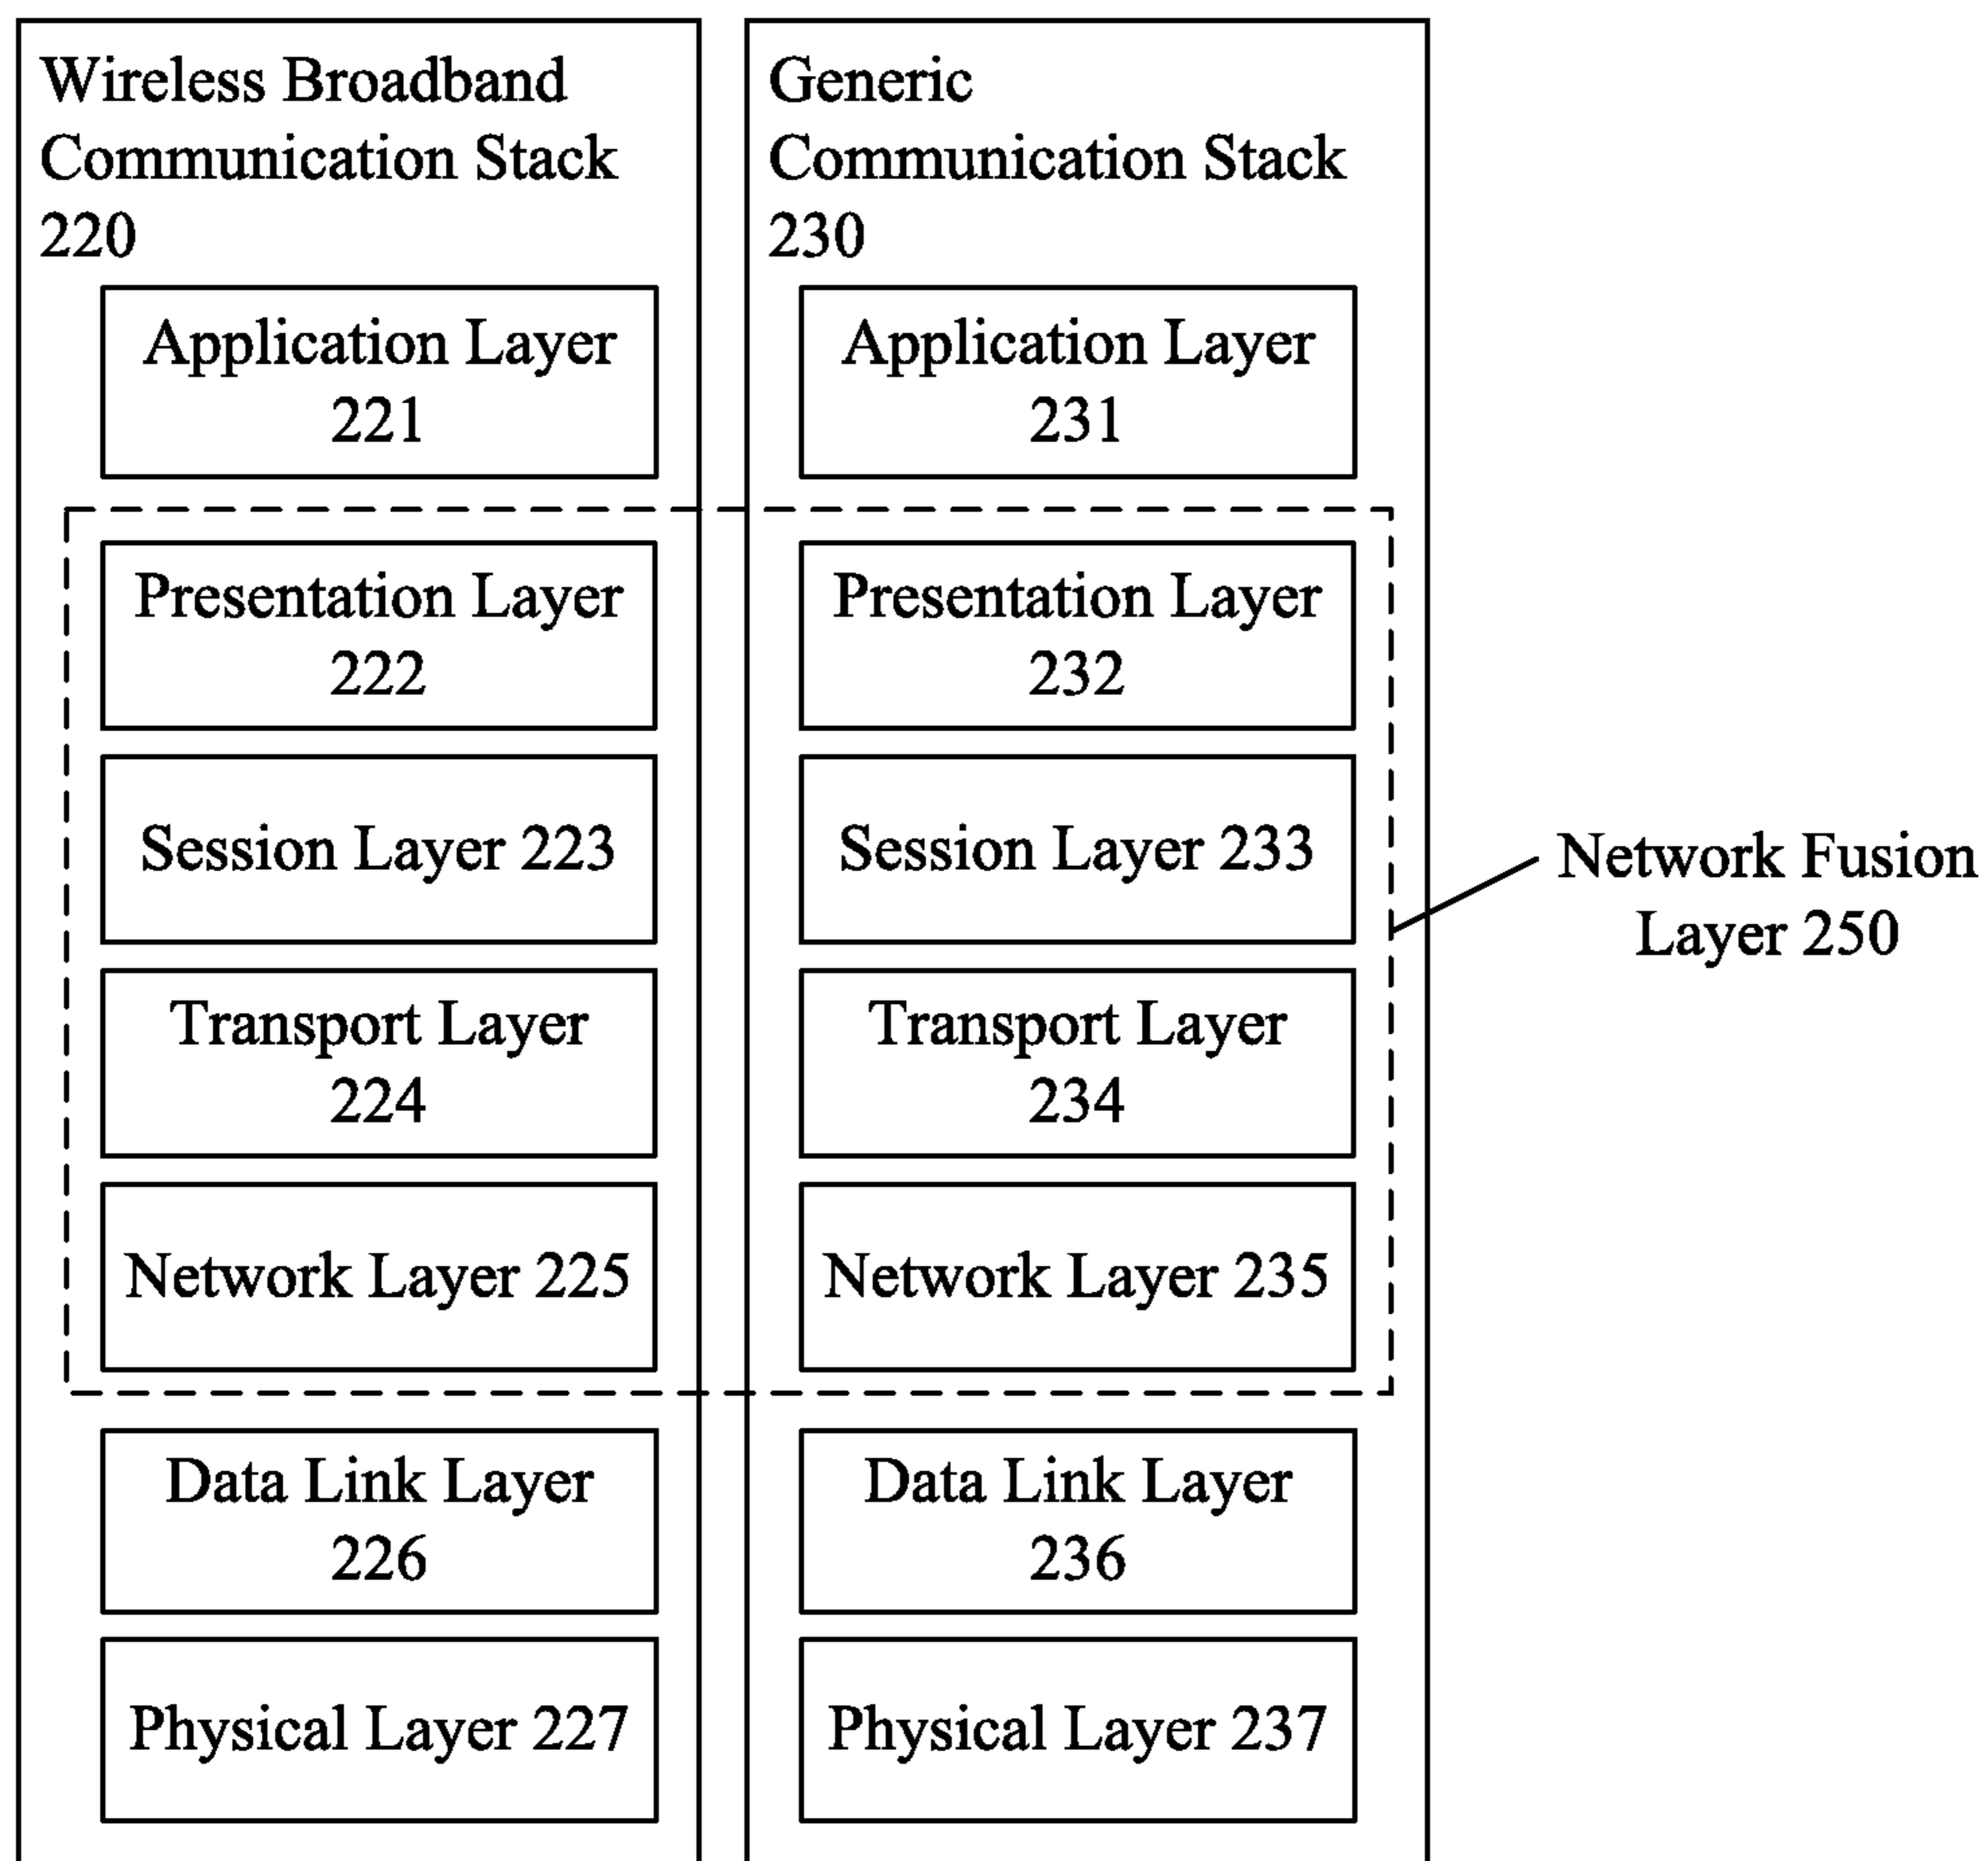 Wireless Broadband
Communication Stack
220
Application Layer
221
Presentation Layer
222
Session Layer 223
Transport Layer
224
Network Layer 225
Data Link Layer
226
Physical Layer 227
Generic
Communication Stack
230
Application Layer
231
Presentation Layer
232
Session Layer 233
Transport Layer
234
Network Layer 235
Data Link Layer
236
Physical Layer 237
Network Fusion
Layer 250